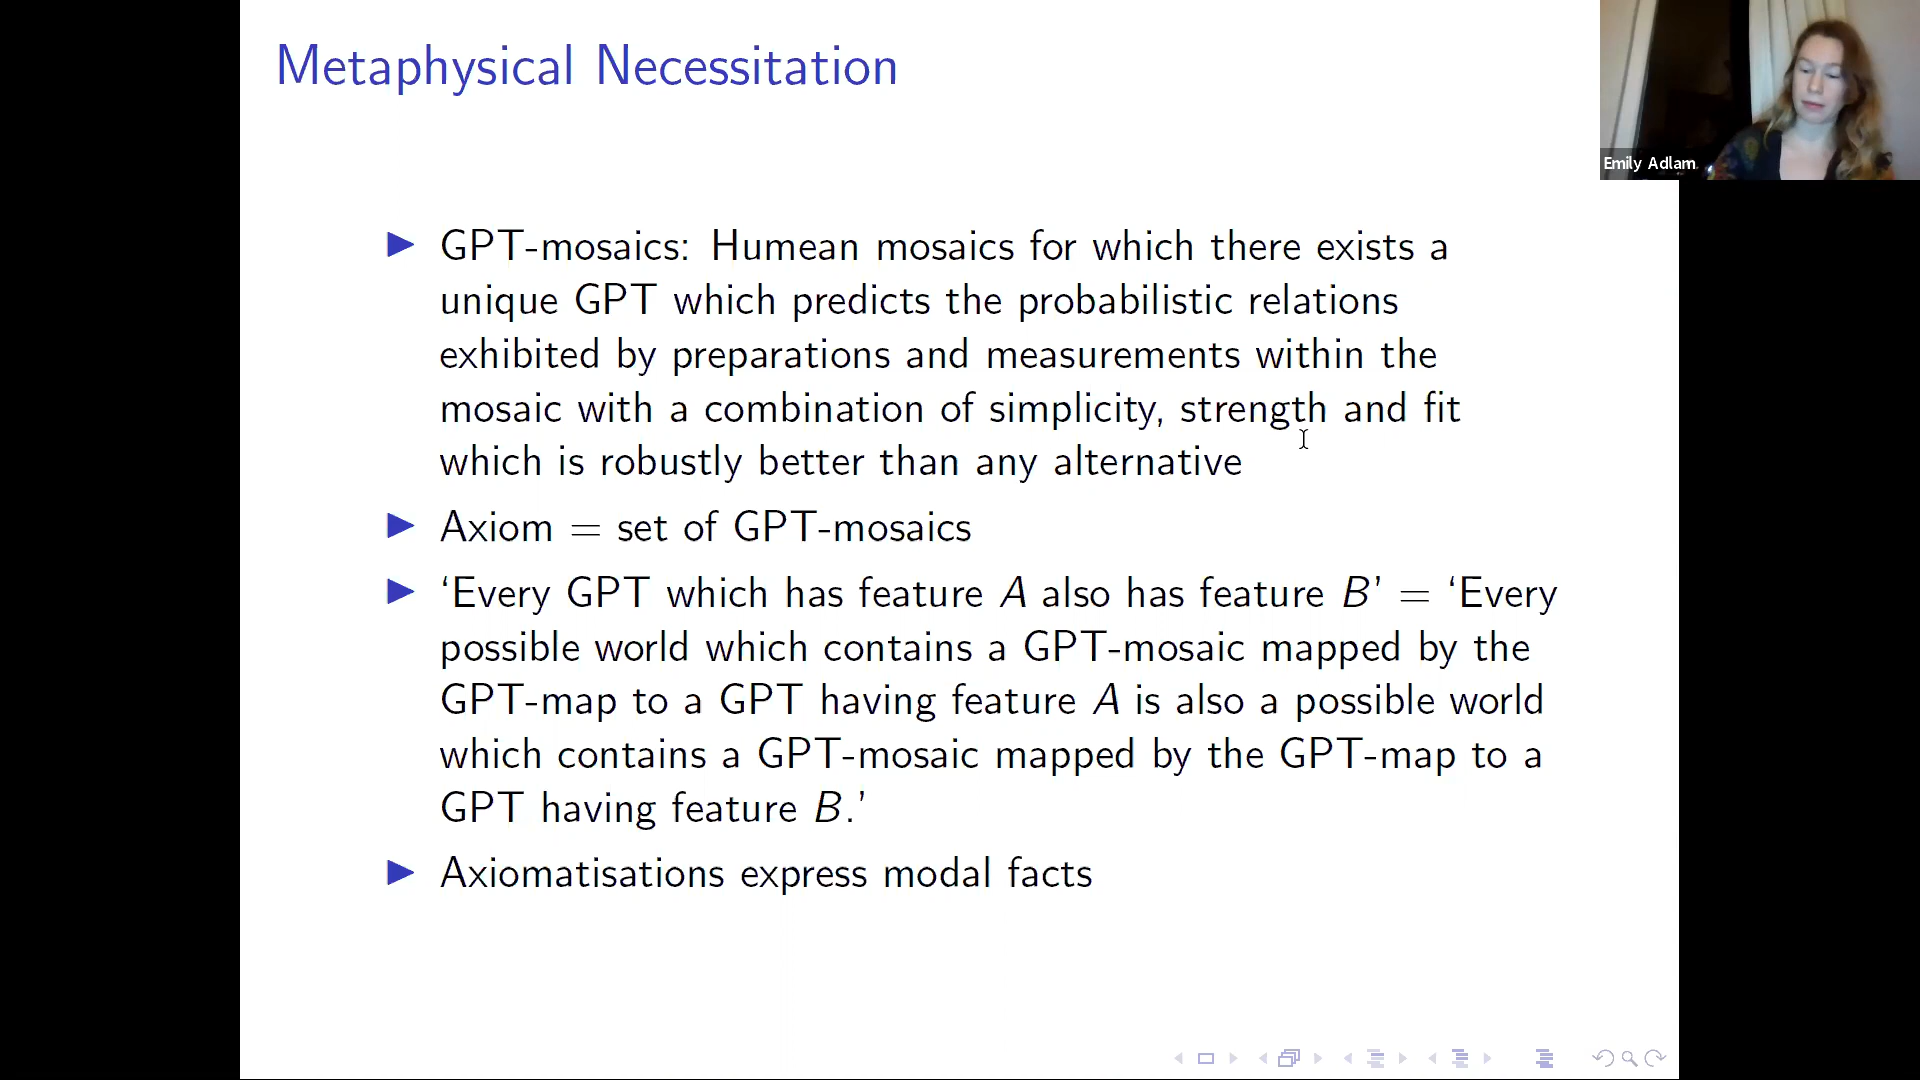 Metaphysical Necessitation
Emily Adlam
GPT-mosaics: Humean mosaics for which there exists a
unique GPT which predicts the probabilistic relations
exhibited by preparations and measurements within the
mosaic with a combination of simplicity, strength and fit
which is robustly better than any alternative
Axiom = set of GPT-mosaics
‘Every GPT which has feature A also has feature B’ = ‘Every
possible world which contains a GPT-mosaic mapped by the
GPT-map to a GPT having feature A is also a possible world
which contains a GPT-mosaic mapped by the GPT-map to a
GPT having feature B.’
Axiomatisations express modal facts